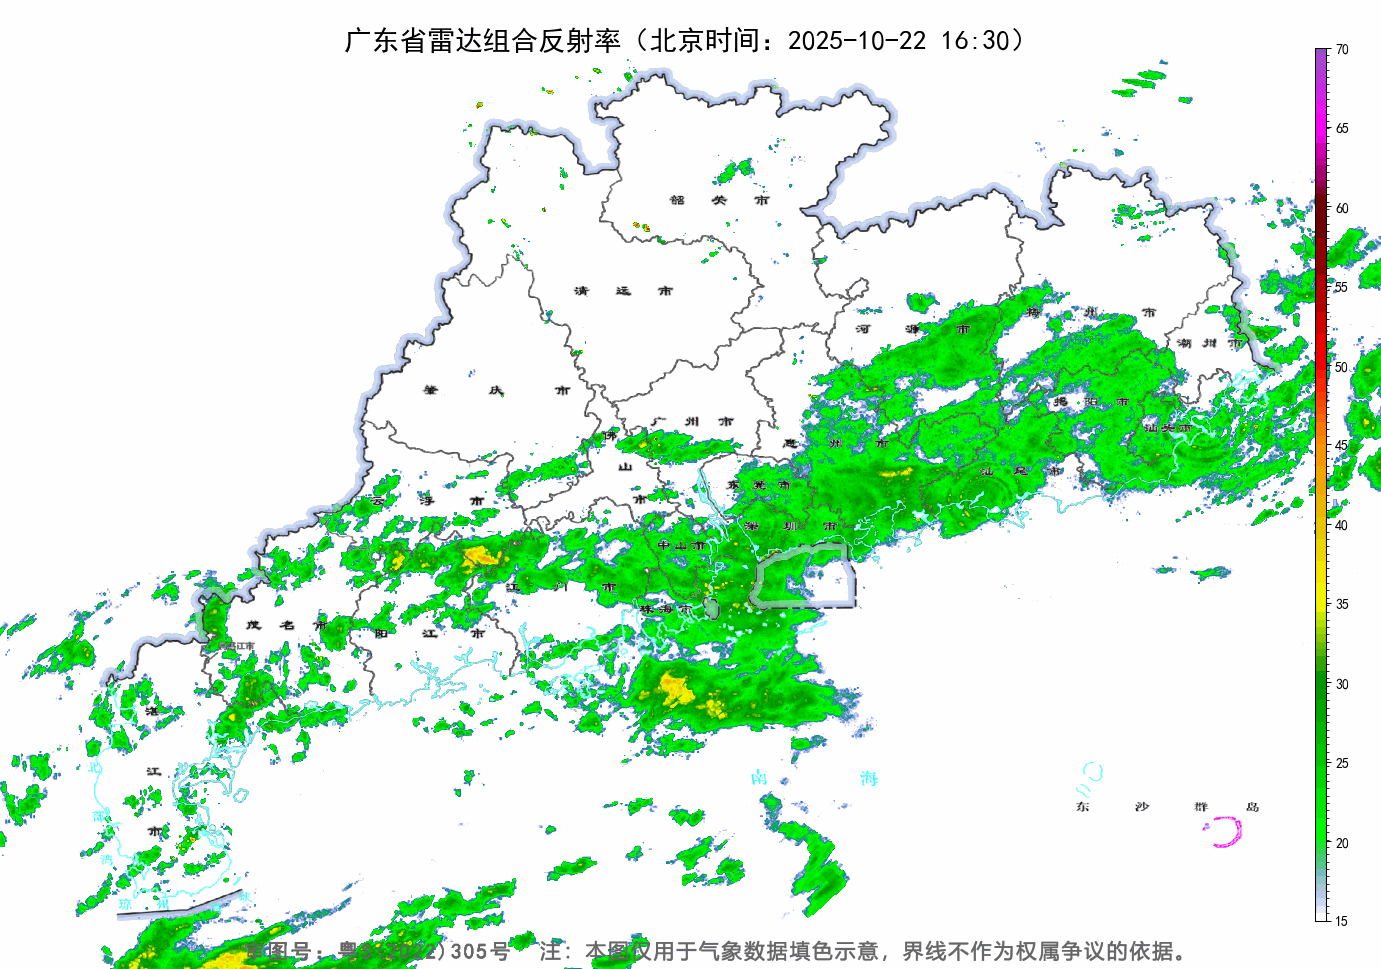 广东省雷达组合反射率（北京时间：2025-10-22 16:30）
70
65
60
55
50
45
40
35
30
25
20
15
韶关市
清远市
河源市
梅州市
潮州市
肇庆市
广州市
惠州市
揭阳市
汕头市
佛山市
云浮市
东莞市
汕尾市
深圳市
中山市
江门市
珠海市
茂名市
阳江市
湛江市
南海
东沙群岛
北部湾
琼州海峡
审图号：粤S(2022)305号 注：本图仅用于气象数据填色示意，界线不作为权属争议的依据。